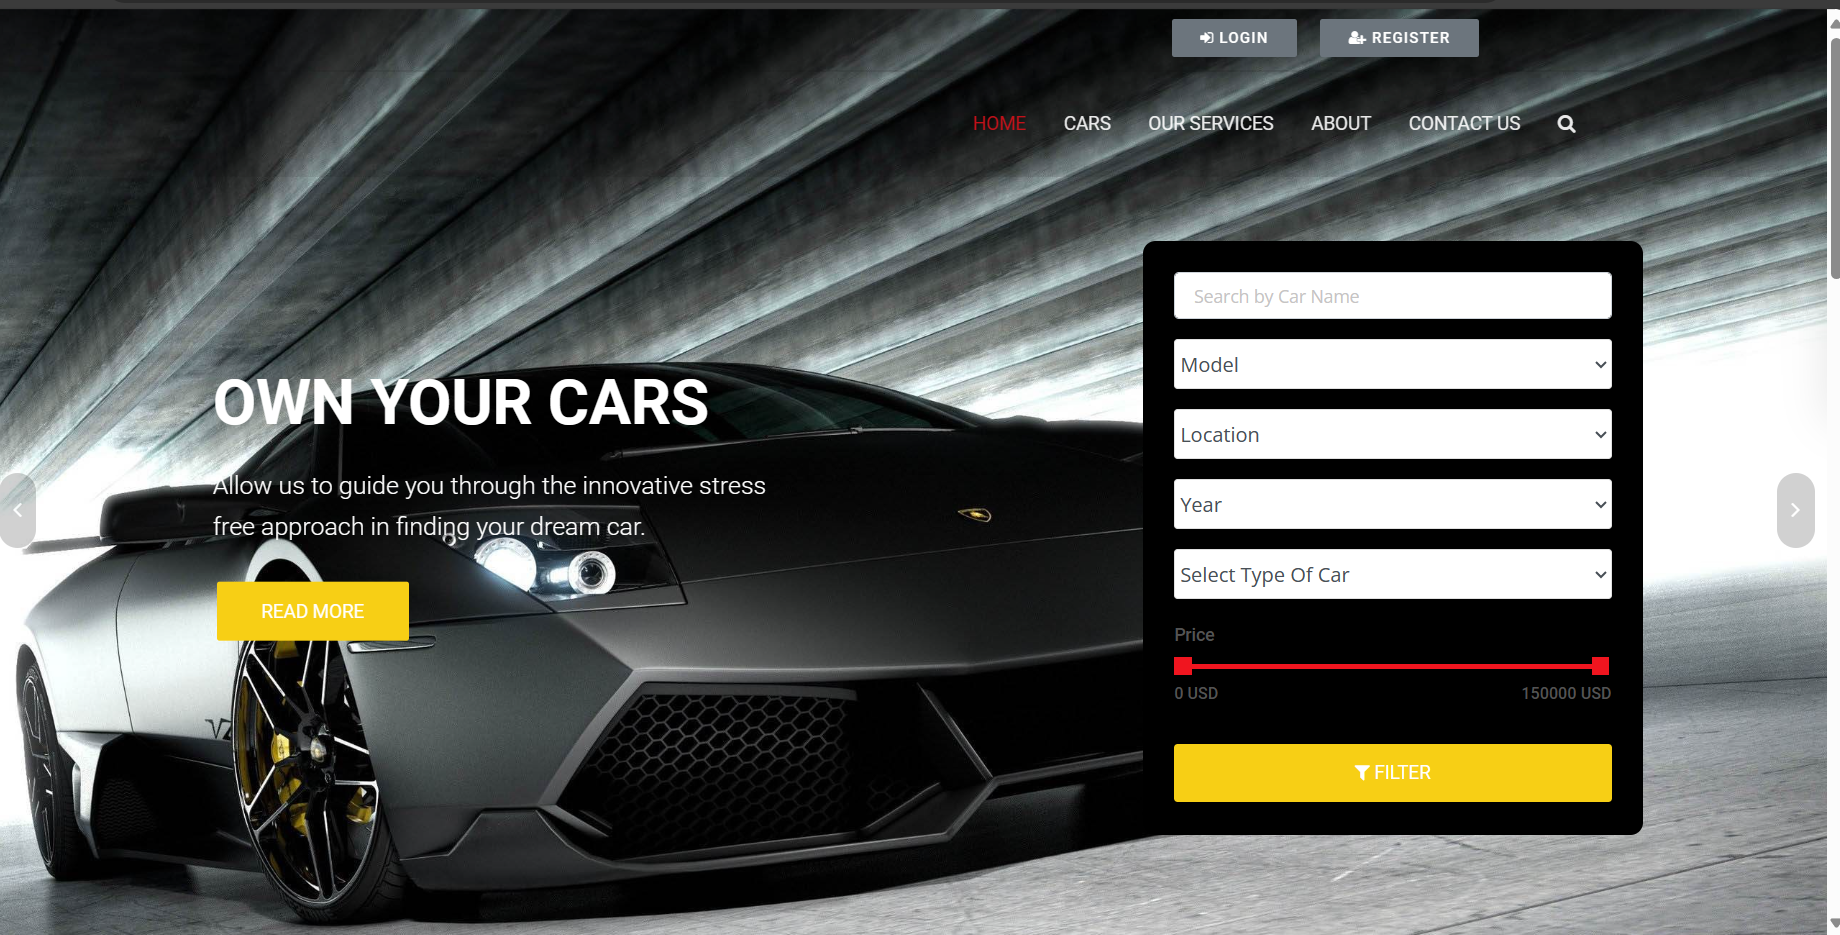 LOGIN
REGISTER
HOME
CARS
OUR SERVICES
ABOUT
CONTACT US
OWN YOUR CARS
Allow us to guide you through the innovative stress
free approach in finding your dream car.
READ MORE
Search by Car Name
Model
Location
Year
Select Type Of Car
Price
0 USD
150000 USD
FILTER